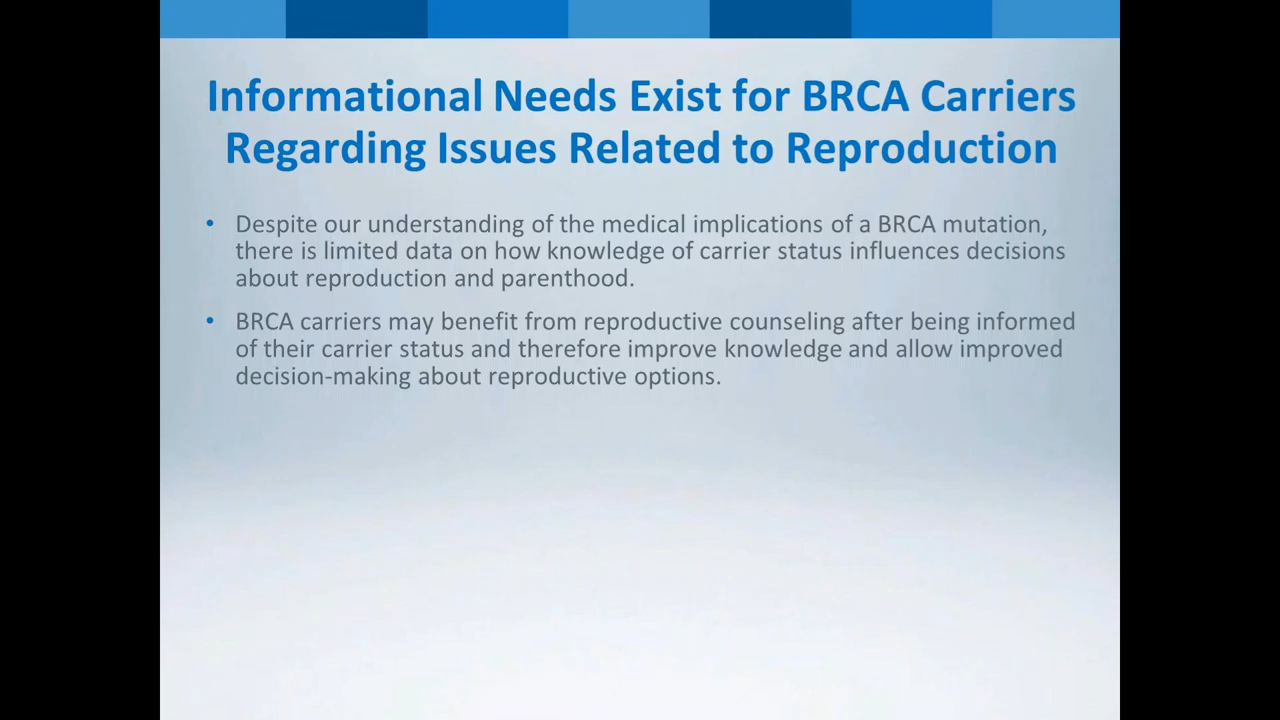 Informational Needs Exist for BRCA Carriers
Regarding Issues Related to Reproduction
• Despite our understanding of the medical implications of a BRCA mutation,
there is limited data on how knowledge of carrier status influences decisions
about reproduction and parenthood.
• BRCA carriers may benefit from reproductive counseling after being informed
of their carrier status and therefore improve knowledge and allow improved
decision-making about reproductive options.